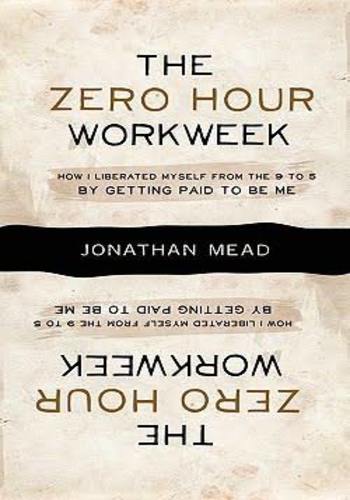 THE
ZERO HOUR
WORKWEEK
HOW I LIBERATED MYSELF FROM THE 9 TO 5
BY GETTING PAID TO BE ME
JONATHAN MEAD
BY GETTING PAID TO BE ME
HOW I LIBERATED MYSELF FROM THE 9 TO 5
WORKWEEK
ZERO HOUR
THE